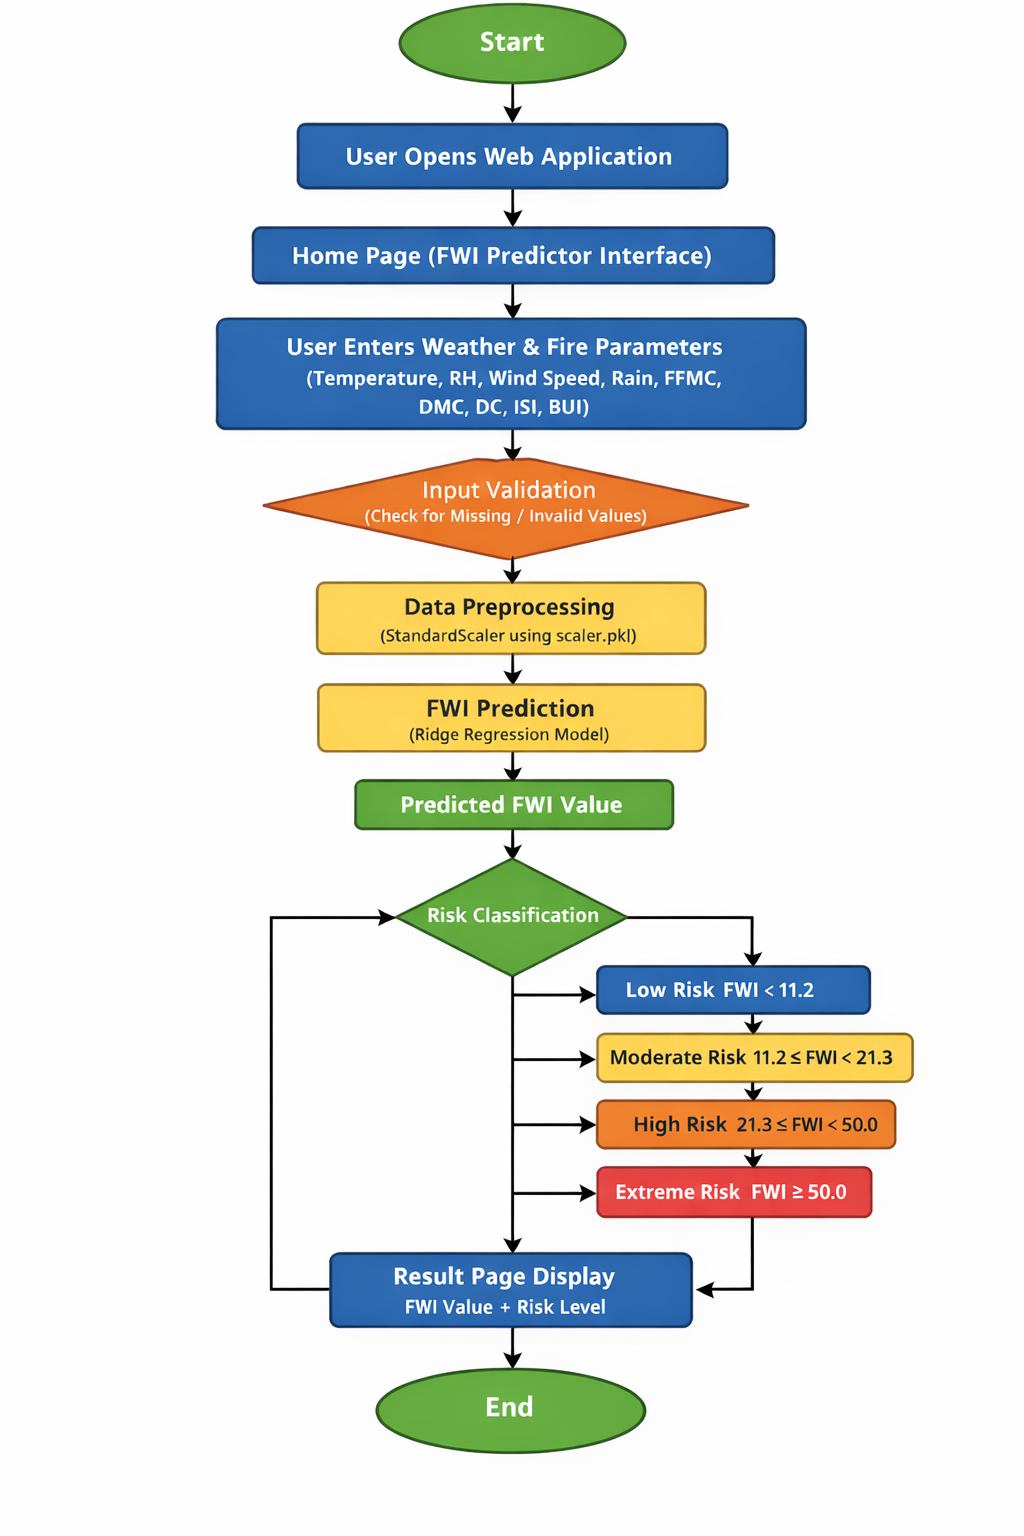 Start
User Opens Web Application
Home Page (FWI Predictor Interface)
User Enters Weather & Fire Parameters
(Temperature, RH, Wind Speed, Rain, FFMC,
DMC, DC, ISI, BUI)
Input Validation
(Check for Missing / Invalid Values)
Data Preprocessing
(StandardScaler using scaler.pkl)
FWI Prediction
(Ridge Regression Model)
Predicted FWI Value
Risk Classification
Low Risk FWI < 11.2
Moderate Risk 11.2 ≤ FWI < 21.3
High Risk 21.3 ≤ FWI < 50.0
Extreme Risk FWI ≥ 50.0
Result Page Display
FWI Value + Risk Level
End